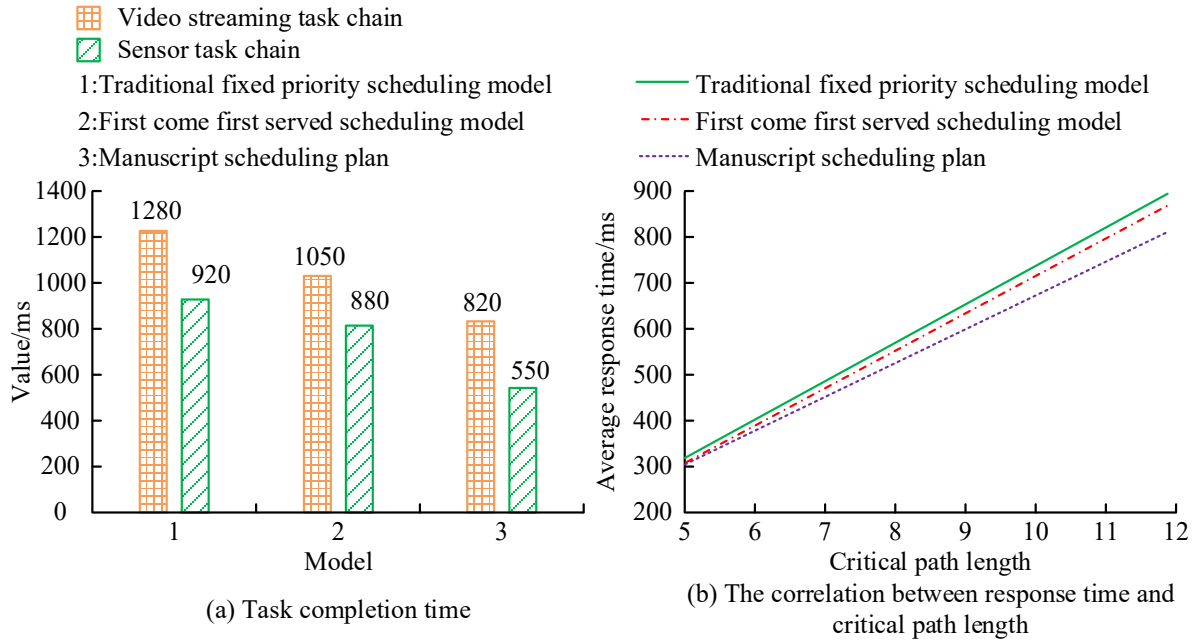 Video streaming task chain
Sensor task chain
1:Traditional fixed priority scheduling model
2:First come first served scheduling model
3:Manuscript scheduling plan
1400
1200
1000
800
600
400
200
0
Value/ms
1280
920
1050
880
820
550
1
2
3
Model
(a) Task completion time
Traditional fixed priority scheduling model
First come first served scheduling model
Manuscript scheduling plan
900
800
700
600
500
400
300
200
Average response time/ms
5
6
7
8
9
10
11
12
Critical path length
(b) The correlation between response time and
critical path length